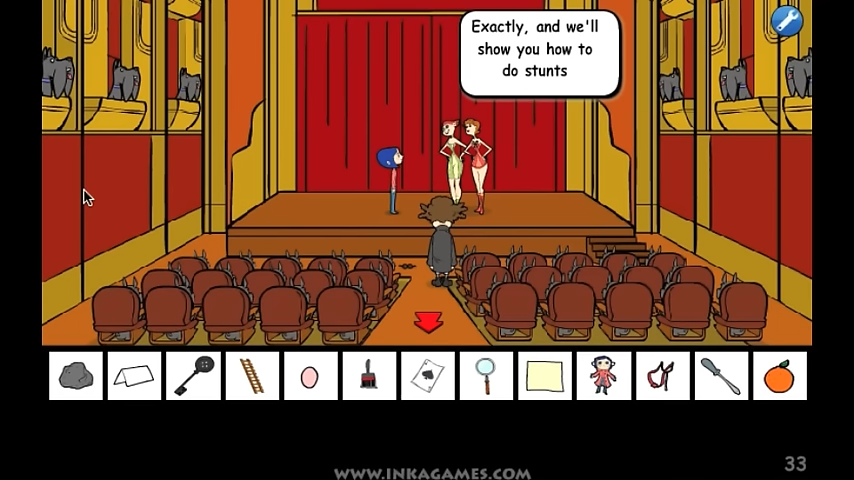 Exactly, and we'll
show you how to
do stunts
33
WWW.INKAGAMES.COM